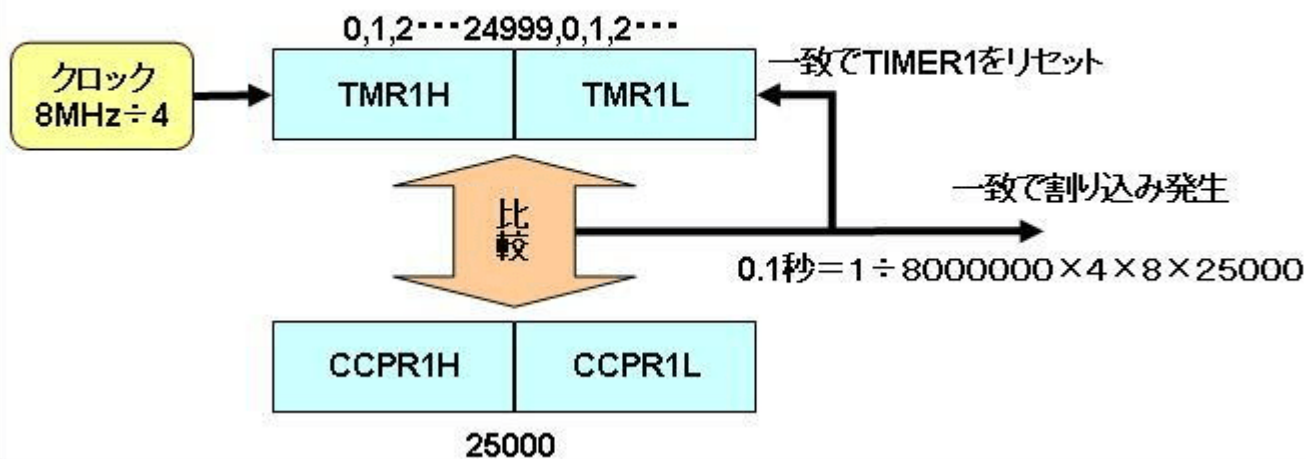 0,1,2･･･24999,0,1,2･･･
クロック
8MHz÷4
TMR1H
TMR1L
一致でTIMER1をリセット
比
較
一致で割り込み発生
0.1秒＝1÷8000000×4×8×25000
CCPR1H
CCPR1L
25000